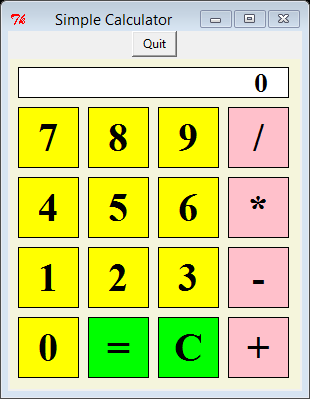 Simple Calculator
Quit
0
7 8 9 /
4 5 6 *
1 2 3 -
0 = C +